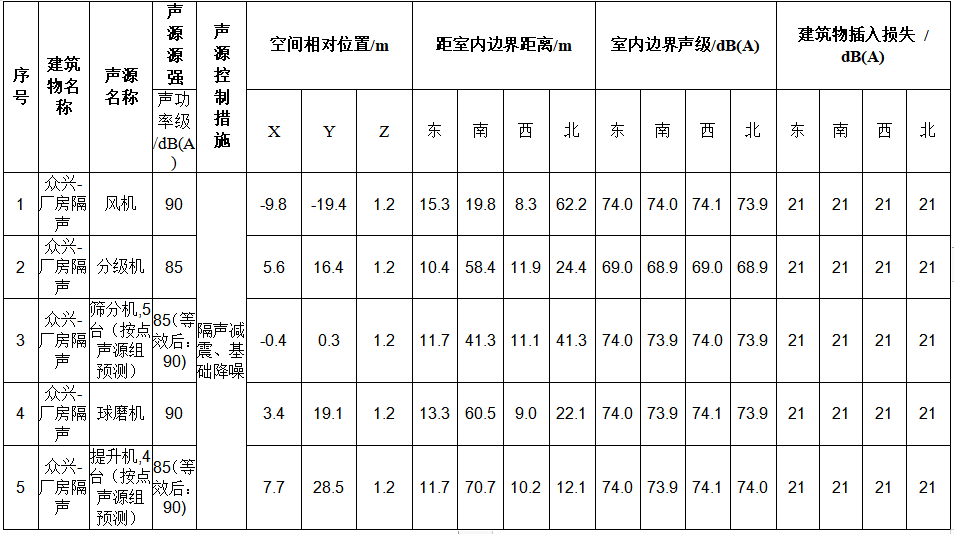 序号 建筑物名称 声源名称 声源源强 声源控制措施 空间相对位置/m 距室内边界距离/m 室内边界声级/dB(A) 建筑物插入损失 / dB(A)
声功率级/dB(A) X Y Z 东 南 西 北 东 南 西 北 东 南 西 北
1 众兴-厂房隔声 风机 90 隔声减震、基础降噪 -9.8 -19.4 1.2 15.3 19.8 8.3 62.2 74.0 74.0 74.1 73.9 21 21 21 21
2 众兴-厂房隔声 分级机 85 5.6 16.4 1.2 10.4 58.4 11.9 24.4 69.0 68.9 69.0 68.9 21 21 21 21
3 众兴-厂房隔声 筛分机,5台（按点声源组预测） 85（等效后：90) -0.4 0.3 1.2 11.7 41.3 11.1 41.3 74.0 73.9 74.0 73.9 21 21 21 21
4 众兴-厂房隔声 球磨机 90 3.4 19.1 1.2 13.3 60.5 9.0 22.1 74.0 73.9 74.1 73.9 21 21 21 21
5 众兴-厂房隔声 提升机,4台（按点声源组预测） 85（等效后：90) 7.7 28.5 1.2 11.7 70.7 10.2 12.1 74.0 73.9 74.1 74.0 21 21 21 21